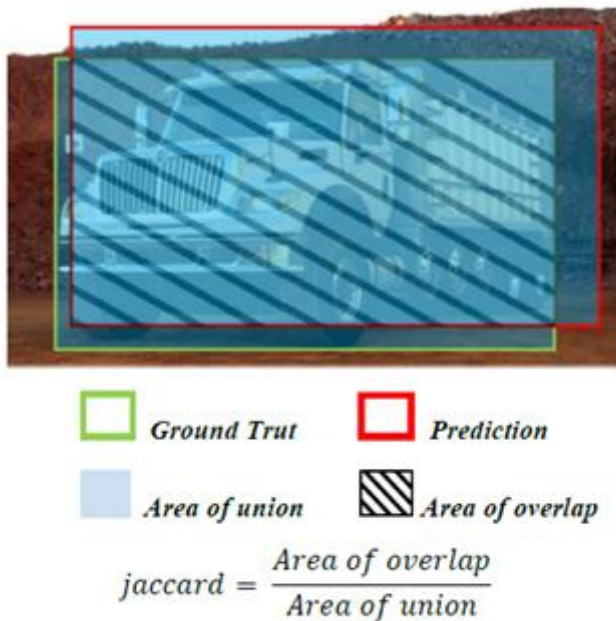 Ground Trut
Prediction
Area of union
Area of overlap
jaccard = Area of overlap / Area of union